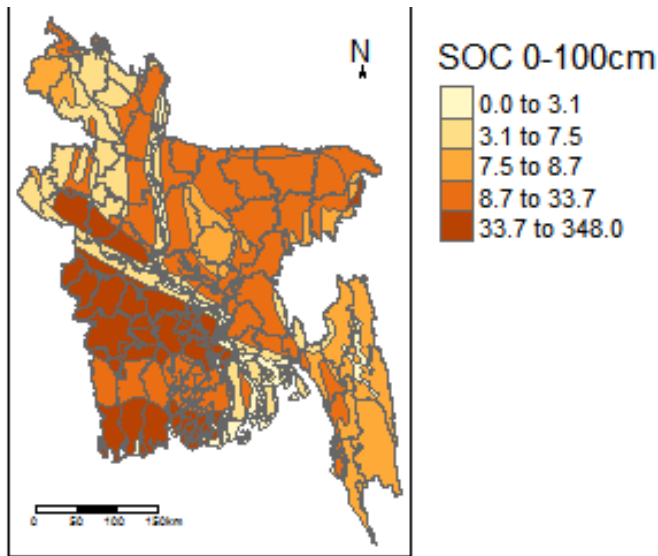 N
SOC 0-100cm
0.0 to 3.1
3.1 to 7.5
7.5 to 8.7
8.7 to 33.7
33.7 to 348.0
0 50 100 150km